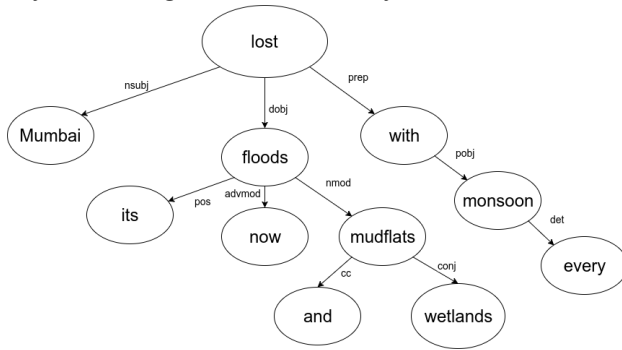 lost
nsubj
dobj
prep
Mumbai
floods
with
pos
advmod
nmod
pobj
its
now
mudflats
monsoon
det
cc
conj
every
and
wetlands